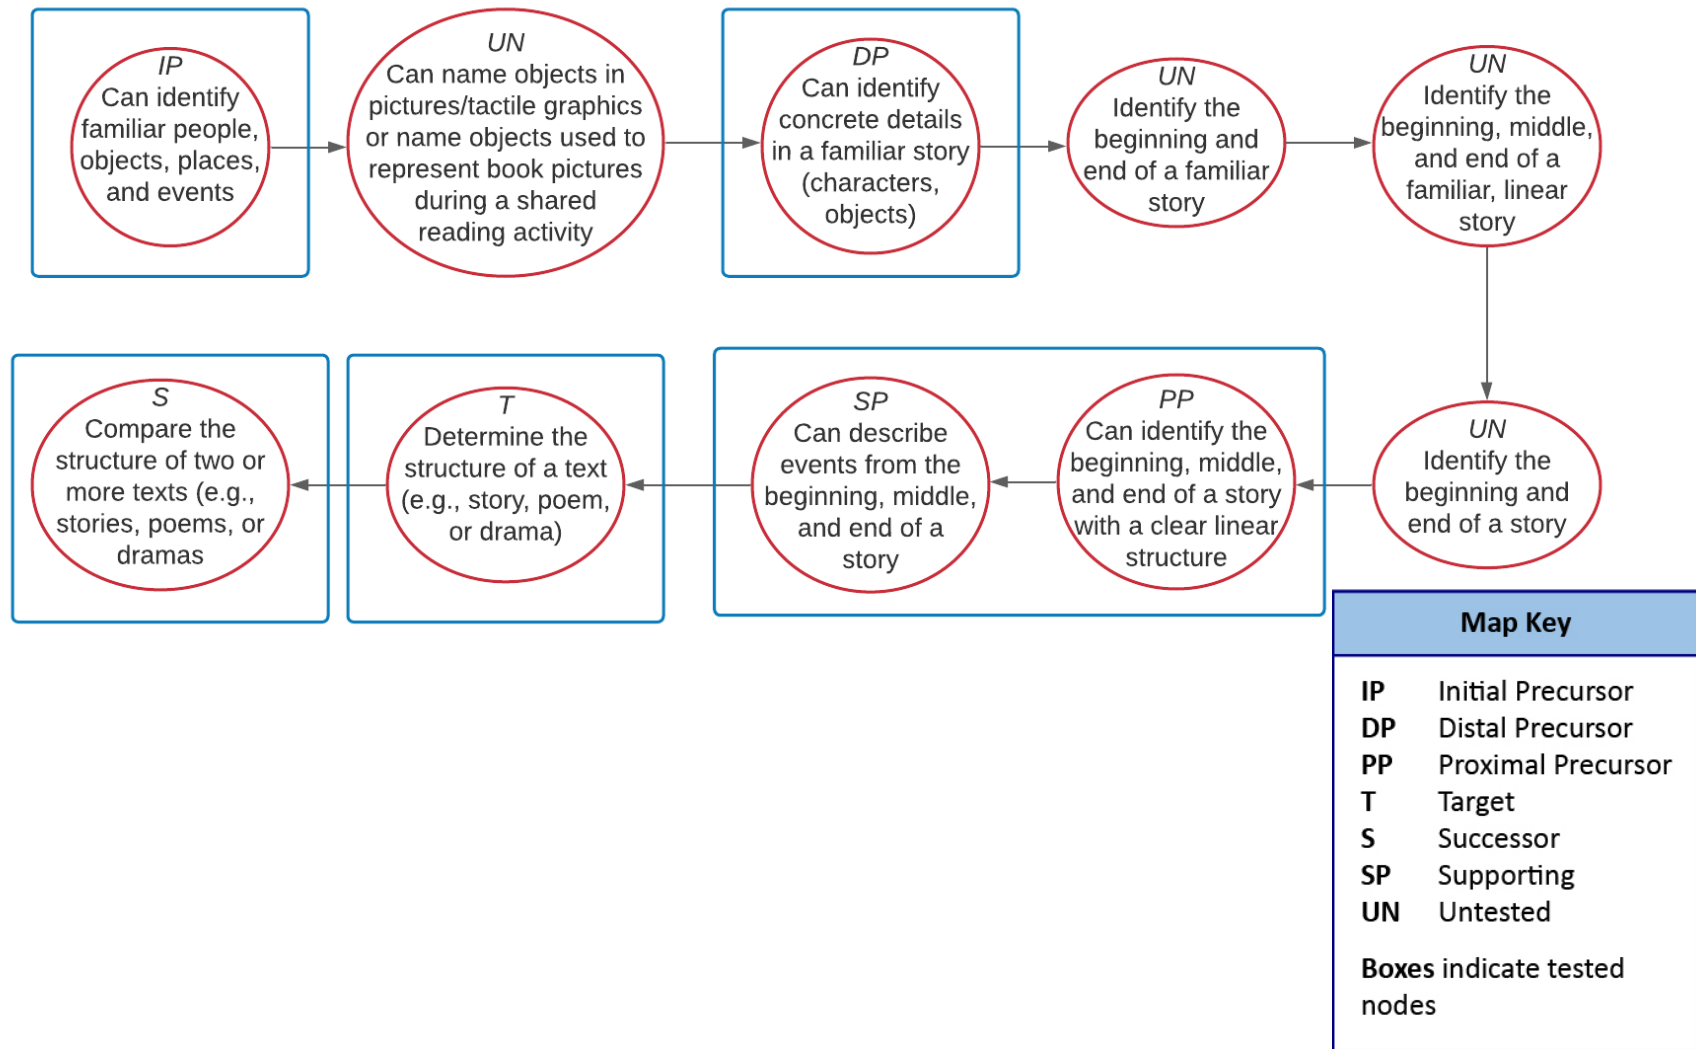 IP
Can identify
familiar people,
objects, places,
and events
UN
Can name objects in
pictures/tactile graphics
or name objects used to
represent book pictures
during a shared
reading activity
DP
Can identify
concrete details
in a familiar story
(characters,
objects)
UN
Identify the
beginning and
end of a familiar
story
UN
Identify the
beginning, middle,
and end of a
familiar, linear
story
UN
Identify the
beginning and
end of a story
PP
Can identify the
beginning, middle,
and end of a story
with a clear linear
structure
SP
Can describe
events from the
beginning, middle,
and end of a
story
T
Determine the
structure of a text
(e.g., story, poem,
or drama)
S
Compare the
structure of two or
more texts (e.g.,
stories, poems, or
dramas
Map Key
IP Initial Precursor
DP Distal Precursor
PP Proximal Precursor
T Target
S Successor
SP Supporting
UN Untested
Boxes indicate tested
nodes